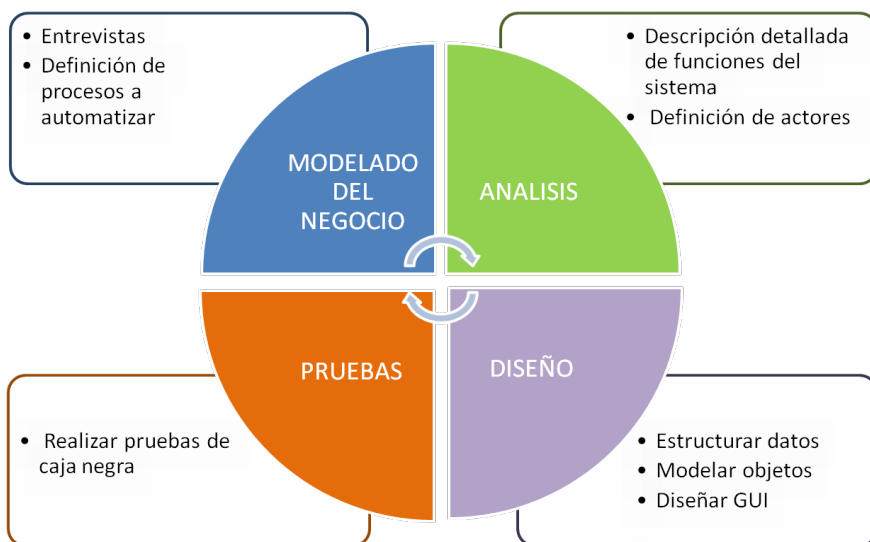 • Entrevistas
• Definición de
procesos a
automatizar
• Descripción detallada
de funciones del
sistema
• Definición de actores
MODELADO
DEL
NEGOCIO
ANALISIS
PRUEBAS
DISEÑO
• Realizar pruebas de
caja negra
• Estructurar datos
• Modelar objetos
• Diseñar GUI